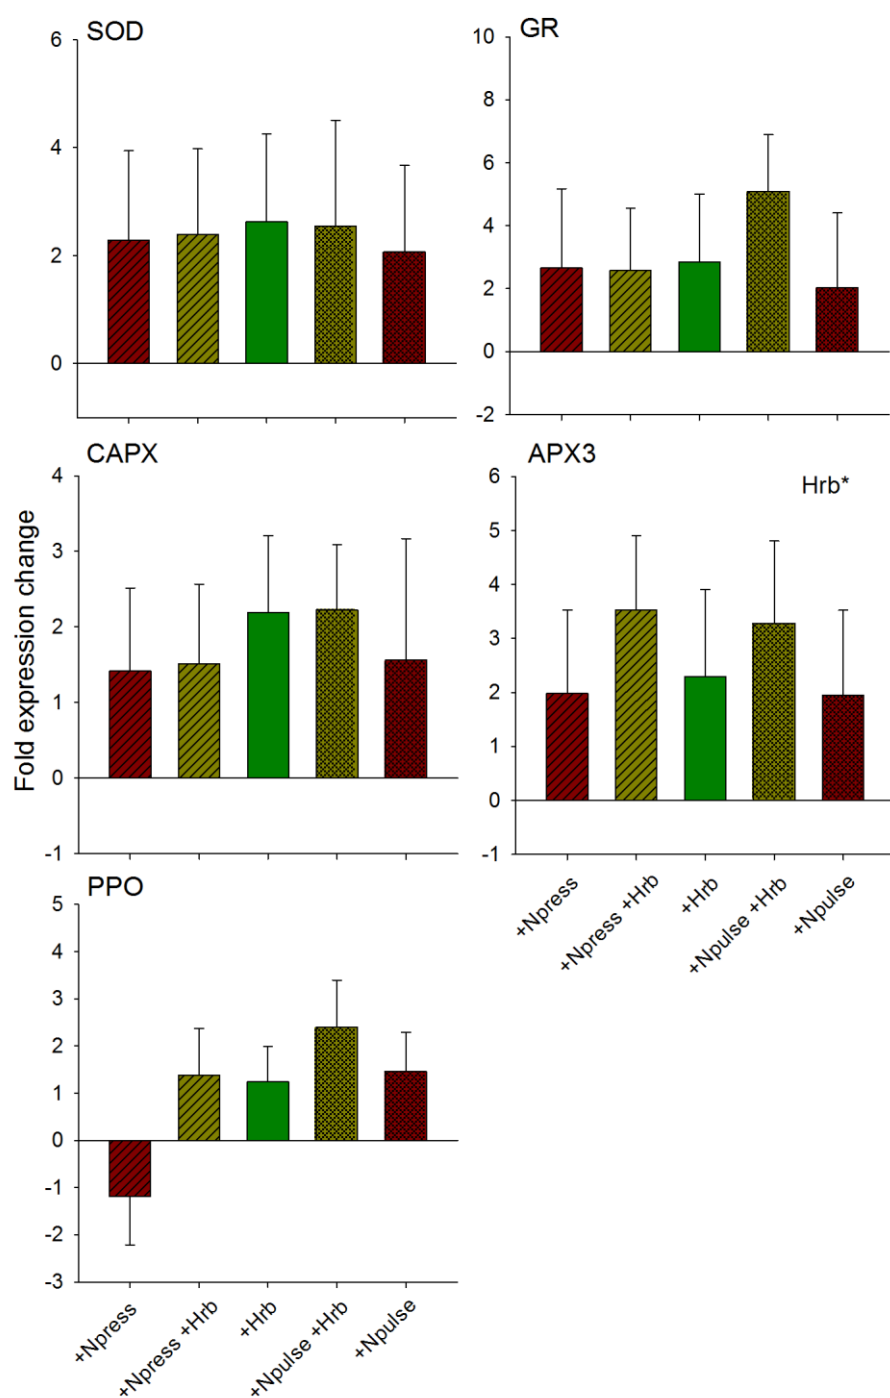 SOD
6
4
2
0
GR
10
8
6
4
2
0
-2
Fold expression change
CAPX
4
3
2
1
0
-1
APX3
Hrb*
6
5
4
3
2
1
0
-1
+Npress
+Npress +Hrb
+Hrb
+Npulse +Hrb
+Npulse
PPO
5
4
3
2
1
0
-1
-2
-3
+Npress
+Npress +Hrb
+Hrb
+Npulse +Hrb
+Npulse